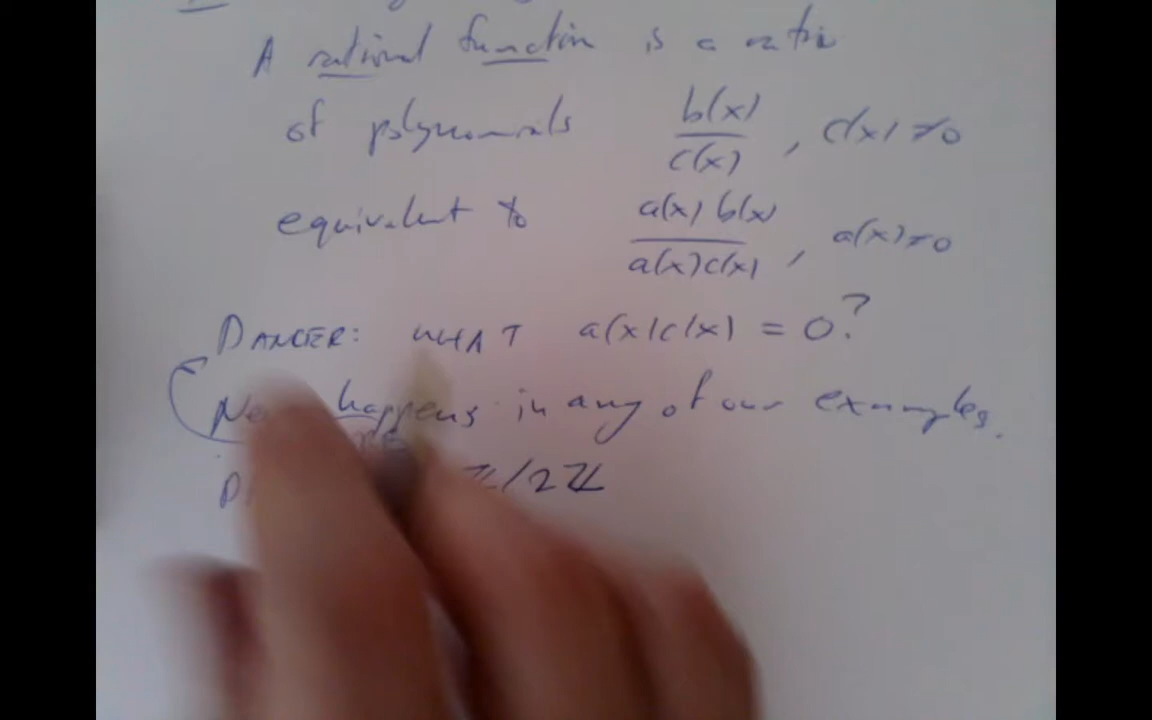 A rational function is a ratio
of polynomials b(x)/c(x), c(x) ≠ 0
equivalent to a(x) b(x)/a(x)c(x), a(x) ≠ 0
DANGER: WHAT a(x)c(x) = 0?
happens in any of our examples.
Z/2Z